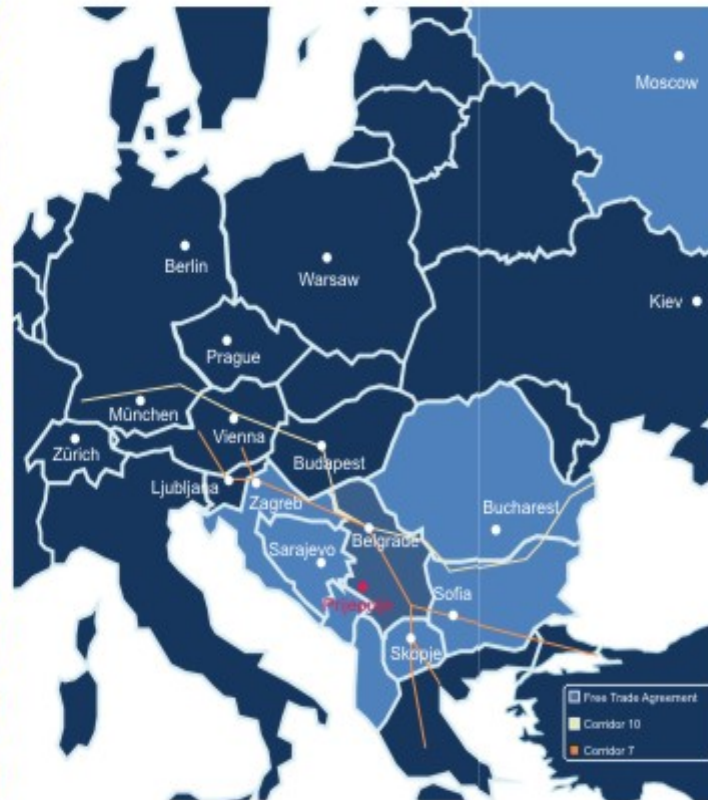 Moscow
Berlin
Warsaw
Kiev
Prague
München
Vienna
Zürich
Budapest
Ljubljana
Zagreb
Bucharest
Belgrade
Sarajevo
Sofia
Prijepolje
Skopje
Free Trade Agreement
Corridor 10
Corridor 7